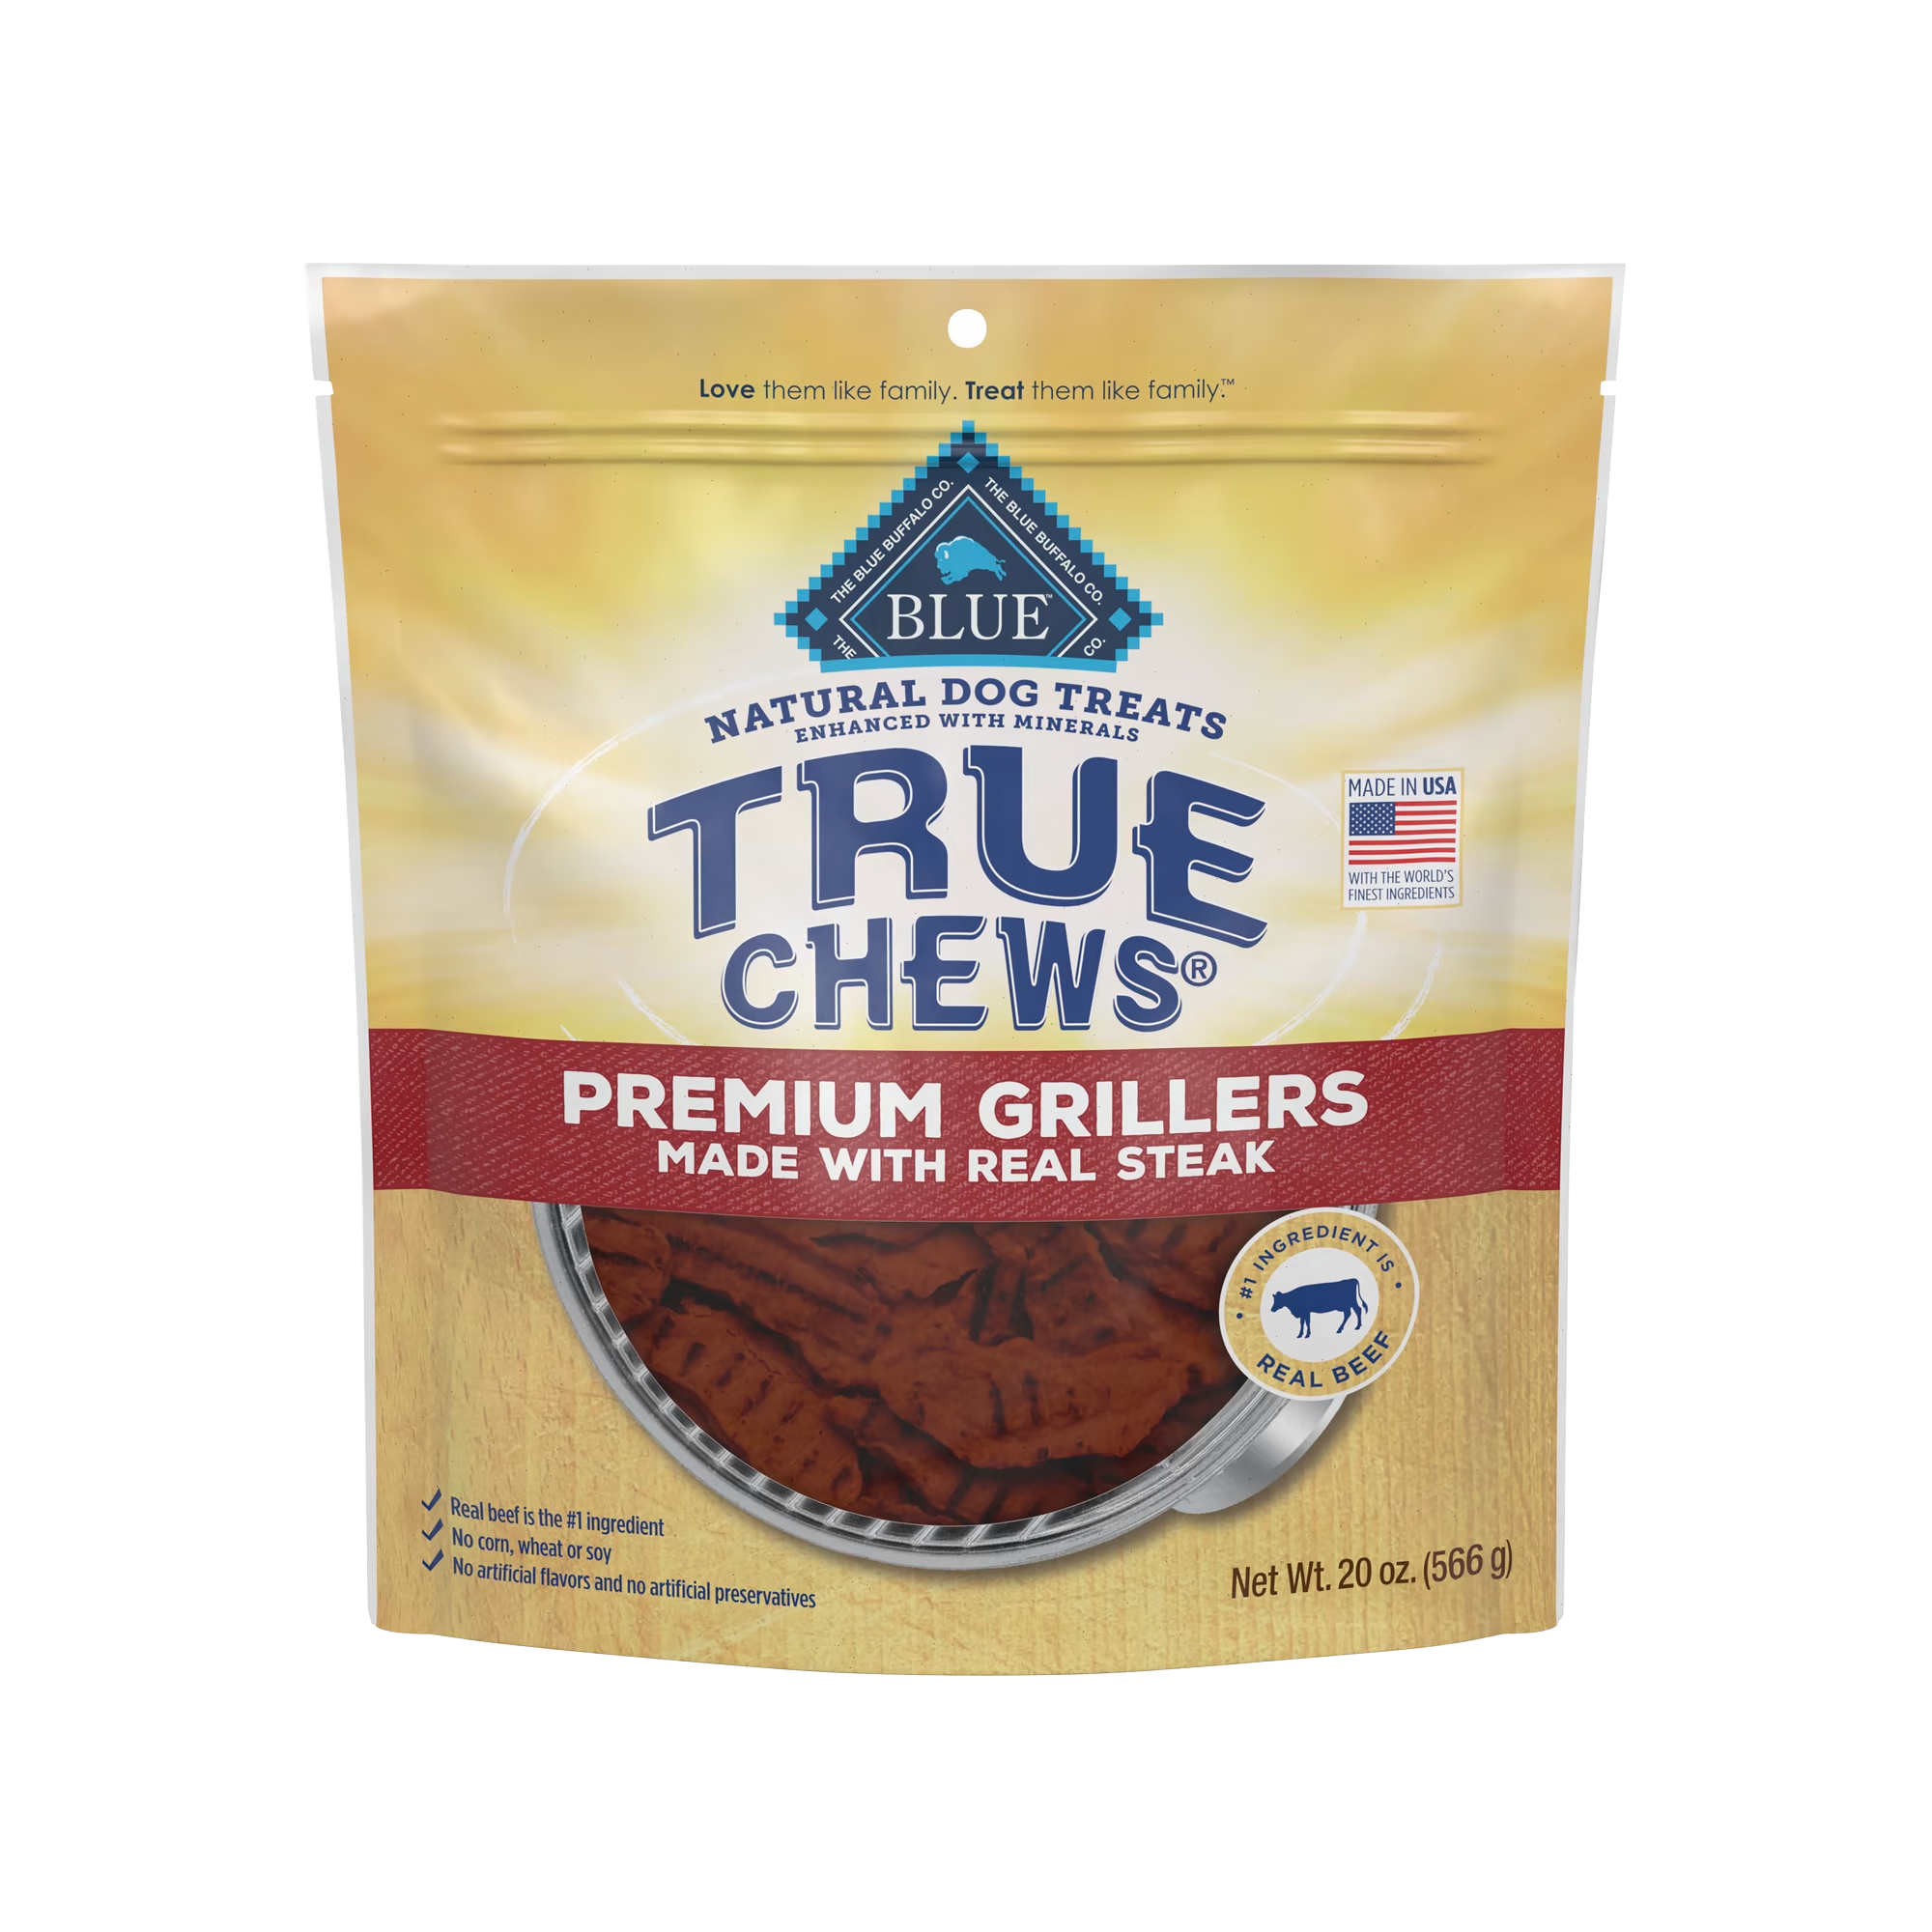 Love them like family. Treat them like family.™
THE BLUE BUFFALO CO.
THE BLUE BUFFALO CO.
BLUE™
THE
CO.
NATURAL DOG TREATS
ENHANCED WITH MINERALS
TRUE
CHEWS®
MADE IN USA
WITH THE WORLD'S
FINEST INGREDIENTS
PREMIUM GRILLERS
MADE WITH REAL STEAK
#1 INGREDIENT IS
REAL BEEF
Real beef is the #1 ingredient
No corn, wheat or soy
No artificial flavors and no artificial preservatives
Net Wt. 20 oz. (566 g)